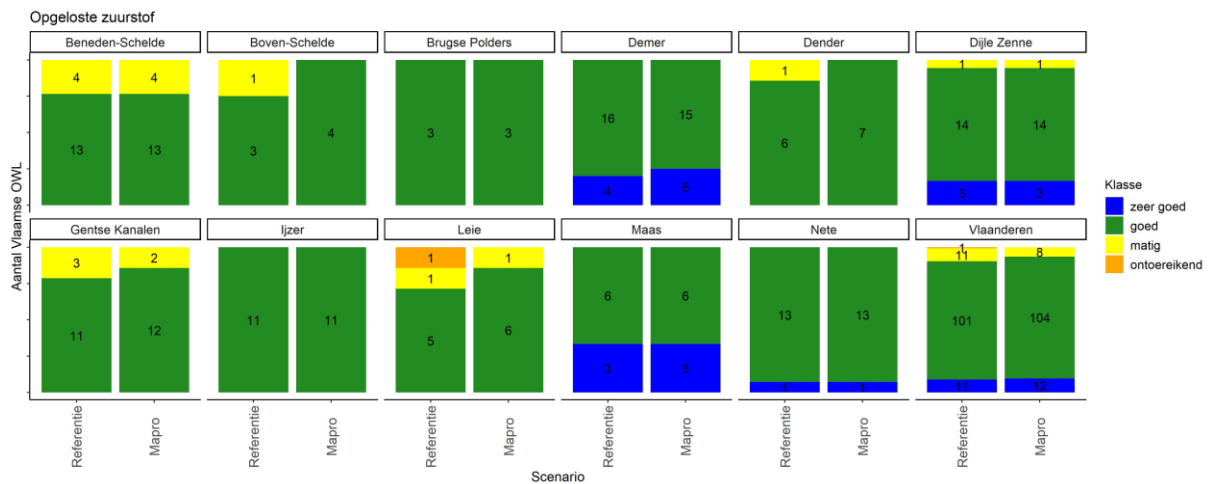 Opgeloste zuurstof
Beneden-Schelde Boven-Schelde Brugse Polders Demer Dender Dijle Zenne
4 4 1 1 1 1
13 13 3 4 3 3 16 15 6 7 14 14
4 5 3 3
Gentse Kanalen Ijzer Leie Maas Nete Vlaanderen
3 2 1 1 1 1 11 8
11 12 11 11 5 6 6 6 13 13 101 104
3 3 1 1 11 12
Referentie Mapro Referentie Mapro Referentie Mapro Referentie Mapro Referentie Mapro Referentie Mapro
Scenario
Aantal Vlaamse OWL
Klasse
zeer goed
goed
matig
ontoereikend